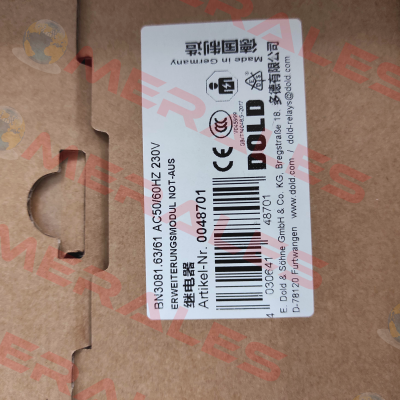 BN3081.63/61 AC50/60HZ 230V
ERWEITERUNGSMODUL NOT-AUS
继电器
Artikel-Nr. 0048701
4 030641 48701
DOLD
E. Dold & Söhne GmbH & Co. KG, Bregstraße 18, 多德有限公司
D-78120 Furtwangen
www.dold.com / dold-relays@dold.com
Made in Germany
德国制造
EMERALES